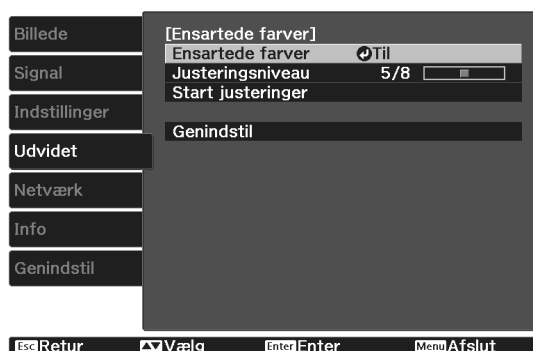 Billede
Signal
Indstillinger
Udvidet
Netværk
Info
Genindstil
[Ensartede farver]
Ensartede farver Til
Justeringsniveau 5/8
Start justeringer
Genindstil
Esc Retur Vælg Enter Enter Menu Afslut